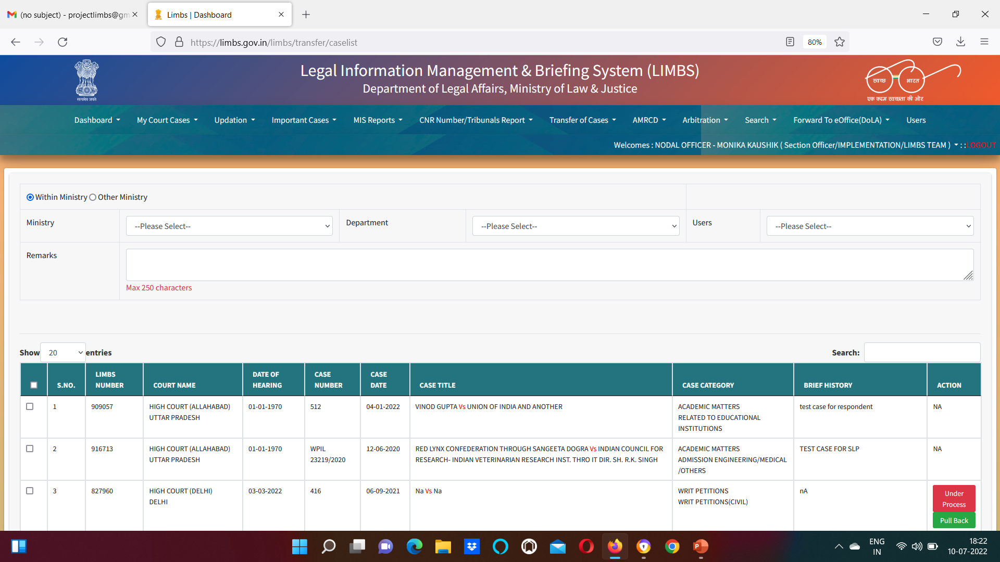 (no subject) - projectlimbs@gm
Limbs | Dashboard
https://limbs.gov.in/limbs/transfer/caselist
80%
Legal Information Management & Briefing System (LIMBS)
Department of Legal Affairs, Ministry of Law & Justice
सत्यमेव जयते
स्वच्छ भारत
एक कदम स्वच्छता की ओर
Dashboard My Court Cases Updation Important Cases MIS Reports CNR Number/Tribunals Report Transfer of Cases AMRCD Arbitration Search Forward To eOffice(DoLA) Users
Welcomes : NODAL OFFICER - MONIKA KAUSHIK ( Section Officer/IMPLEMENTATION/LIMBS TEAM ) : :LOGOUT
Within Ministry Other Ministry
Ministry --Please Select-- Department --Please Select-- Users --Please Select--
Remarks
Max 250 characters
Show 20 entries Search:
S.NO. LIMBS NUMBER COURT NAME DATE OF HEARING CASE NUMBER CASE DATE CASE TITLE CASE CATEGORY BRIEF HISTORY ACTION
1 909057 HIGH COURT (ALLAHABAD) 01-01-1970 512 04-01-2022 VINOD GUPTA Vs UNION OF INDIA AND ANOTHER ACADEMIC MATTERS test case for respondent NA
UTTAR PRADESH RELATED TO EDUCATIONAL
INSTITUTIONS
2 916713 HIGH COURT (ALLAHABAD) 01-01-1970 WPIL 12-06-2020 RED LYNX CONFEDERATION THROUGH SANGEETA DOGRA Vs INDIAN COUNCIL FOR ACADEMIC MATTERS TEST CASE FOR SLP NA
UTTAR PRADESH 23219/2020 RESEARCH- INDIAN VETERINARIAN RESEARCH INST. THRO IT DIR. SH. R.K. SINGH ADMISSION ENGINEERING/MEDICAL
/OTHERS
3 827960 HIGH COURT (DELHI) 03-03-2022 416 06-09-2021 Na Vs Na WRIT PETITIONS nA Under
DELHI WRIT PETITIONS(CIVIL) Process
Pull Back
ENG 18:22
IN 10-07-2022